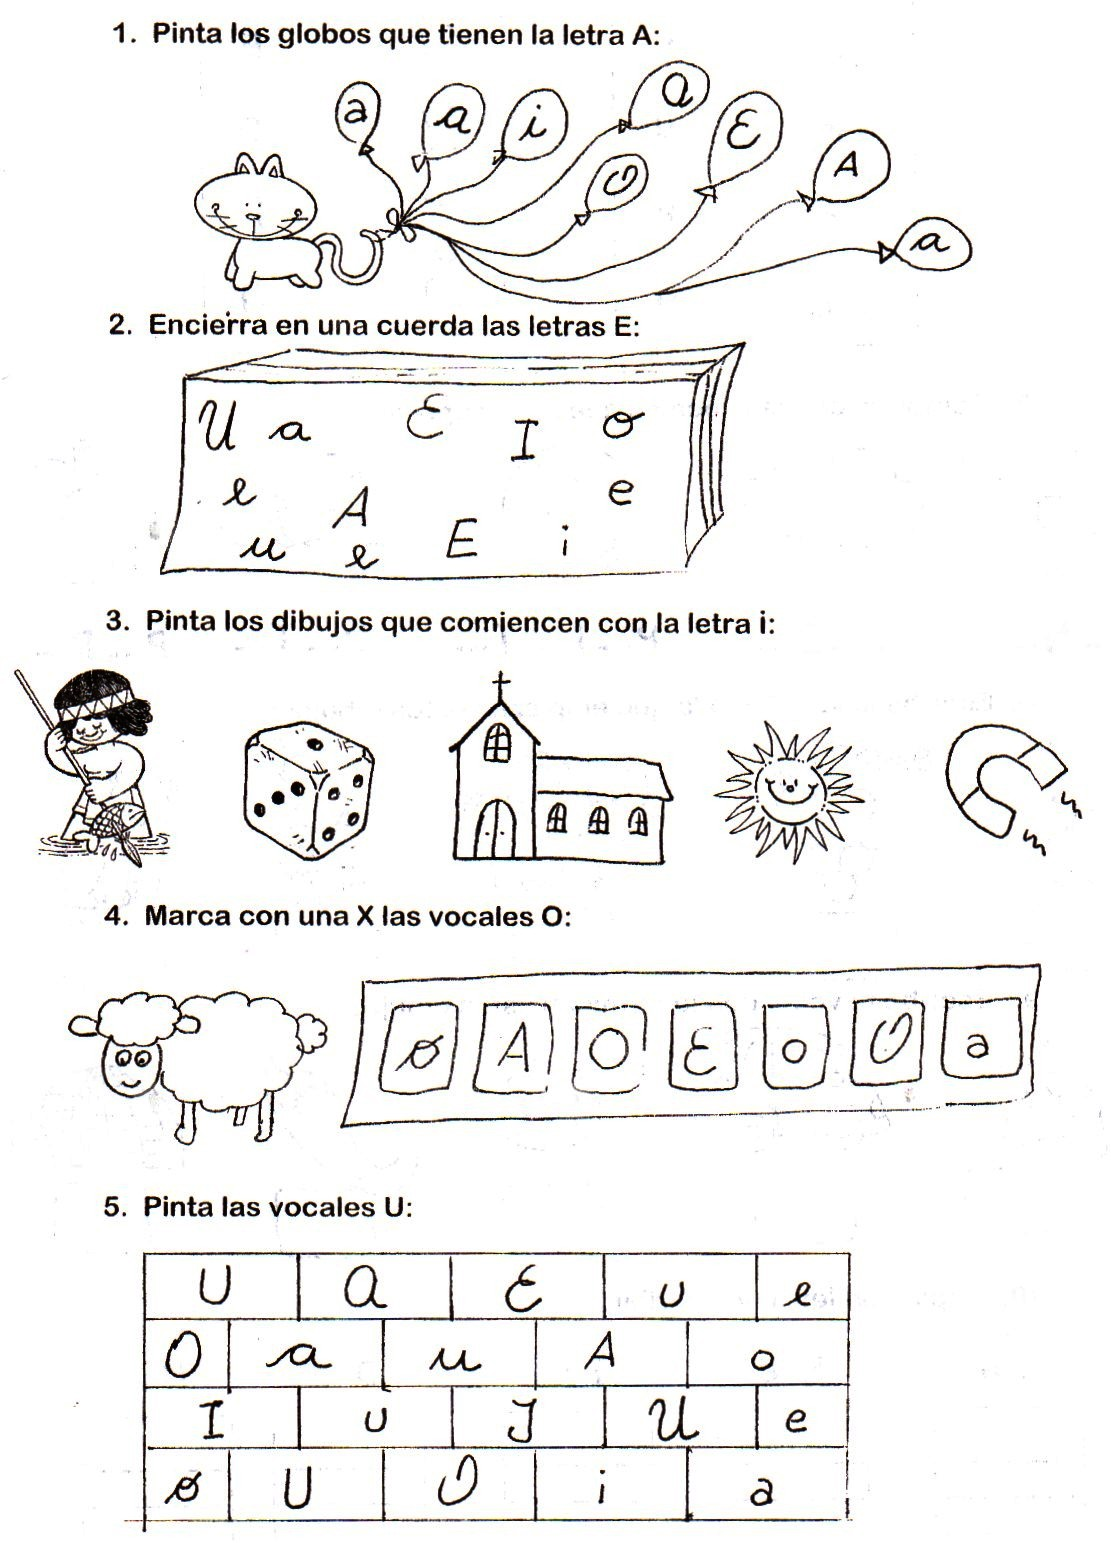 1. Pinta los globos que tienen la letra A:
a a i a O E A a
2. Encierra en una cuerda las letras E:
U a E I o
e A e
u e E i
3. Pinta los dibujos que comiencen con la letra i:
4. Marca con una X las vocales O:
o A O E o O a
5. Pinta las vocales U:
U a E u e
O a u A o
I u I U e
o U O i a